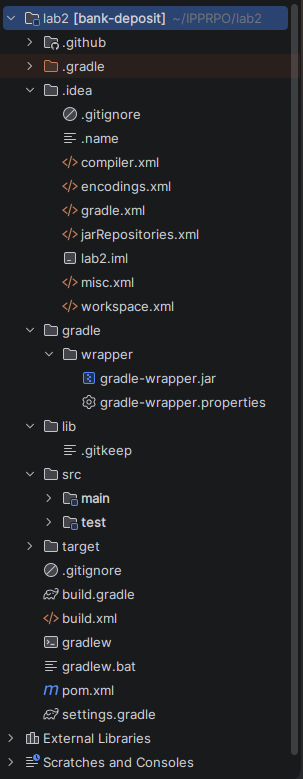 lab2 [bank-deposit] ~/IPPRPO/lab2
.github
.gradle
.idea
.gitignore
.name
compiler.xml
encodings.xml
gradle.xml
jarRepositories.xml
lab2.iml
misc.xml
workspace.xml
gradle
wrapper
gradle-wrapper.jar
gradle-wrapper.properties
lib
.gitkeep
src
main
test
target
.gitignore
build.gradle
build.xml
gradlew
gradlew.bat
pom.xml
settings.gradle
External Libraries
Scratches and Consoles